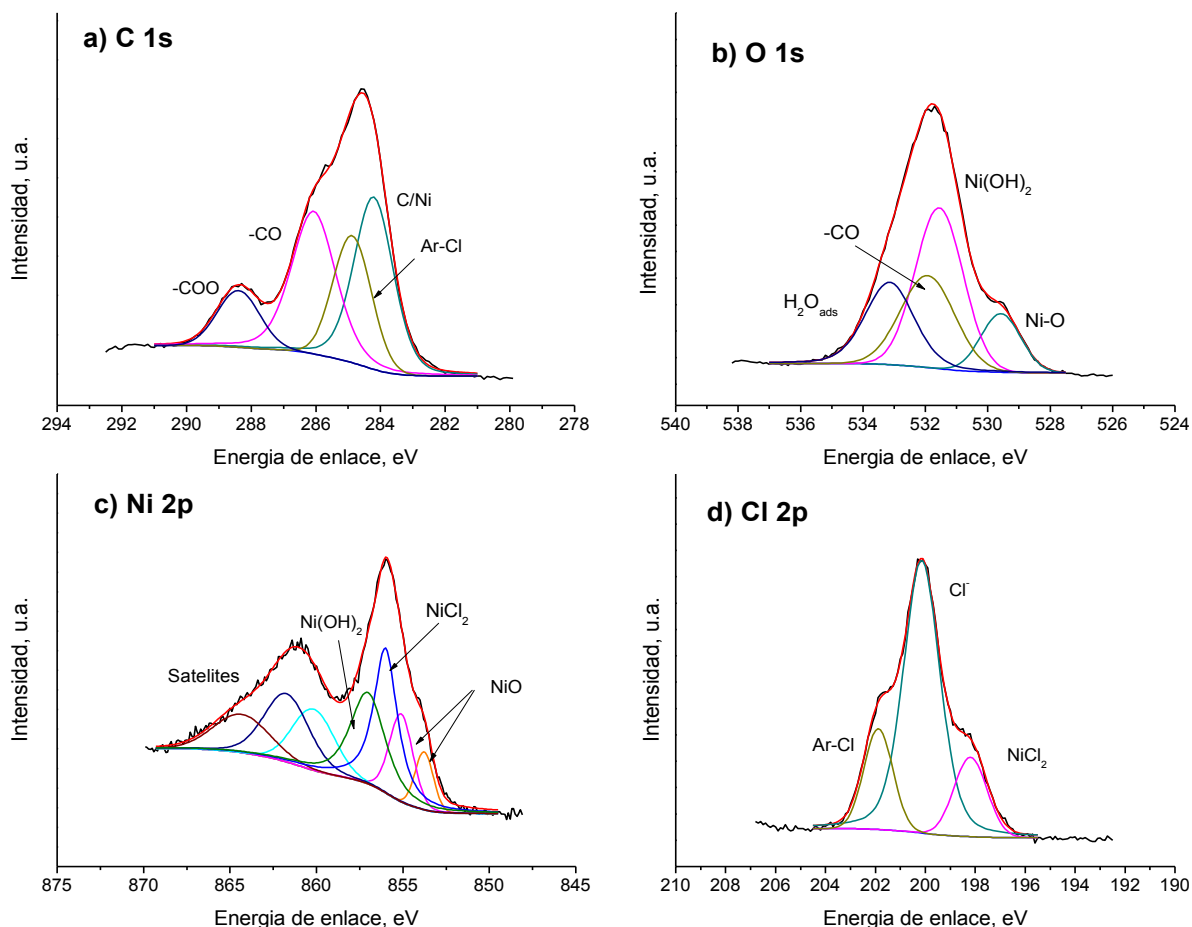 a) C 1s
Intensidad, u.a.
-COO
-CO
C/Ni
Ar-Cl
294 292 290 288 286 284 282 280 278
Energia de enlace, eV
b) O 1s
Intensidad, u.a.
H₂Oads
-CO
Ni(OH)₂
Ni-O
540 538 536 534 532 530 528 526 524
Energia de enlace, eV
c) Ni 2p
Intensidad, u.a.
Satelites
Ni(OH)₂
NiCl₂
NiO
875 870 865 860 855 850 845
Energia de enlace, eV
d) Cl 2p
Intensidad, u.a.
Ar-Cl
Cl⁻
NiCl₂
210 208 206 204 202 200 198 196 194 192 190
Energia de enlace, eV